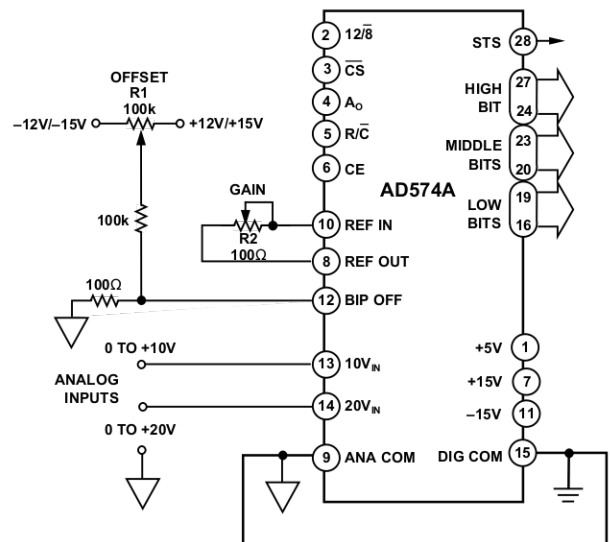 OFFSET
R1
100k
–12V/–15V
+12V/+15V
100k
100Ω
GAIN
R2
100Ω
0 TO +10V
ANALOG
INPUTS
0 TO +20V
AD574A
2 12/8̅
3 C̅S̅
4 AO
5 R/C̅
6 CE
10 REF IN
8 REF OUT
12 BIP OFF
13 10VIN
14 20VIN
9 ANA COM
STS 28
HIGH
BIT
27
24
MIDDLE
BITS
23
20
LOW
BITS
19
16
+5V 1
+15V 7
–15V 11
DIG COM 15